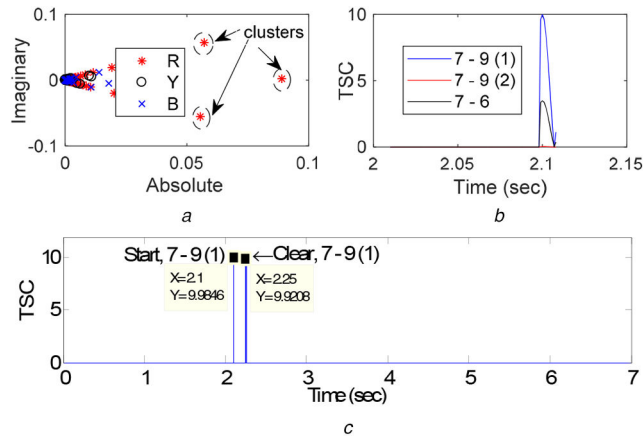 0.1
0
-0.1
Imaginary
0
0.05
0.1
Absolute
R
Y
B
clusters
a
10
5
0
TSC
2
2.05
2.1
2.15
Time (sec)
7 - 9 (1)
7 - 9 (2)
7 - 6
b
10
5
0
TSC
Start, 7 - 9 (1)
←Clear, 7 - 9 (1)
X=2.1
Y=9.9846
X=2.25
Y=9.9208
0
1
2
3
4
5
6
7
Time (sec)
c